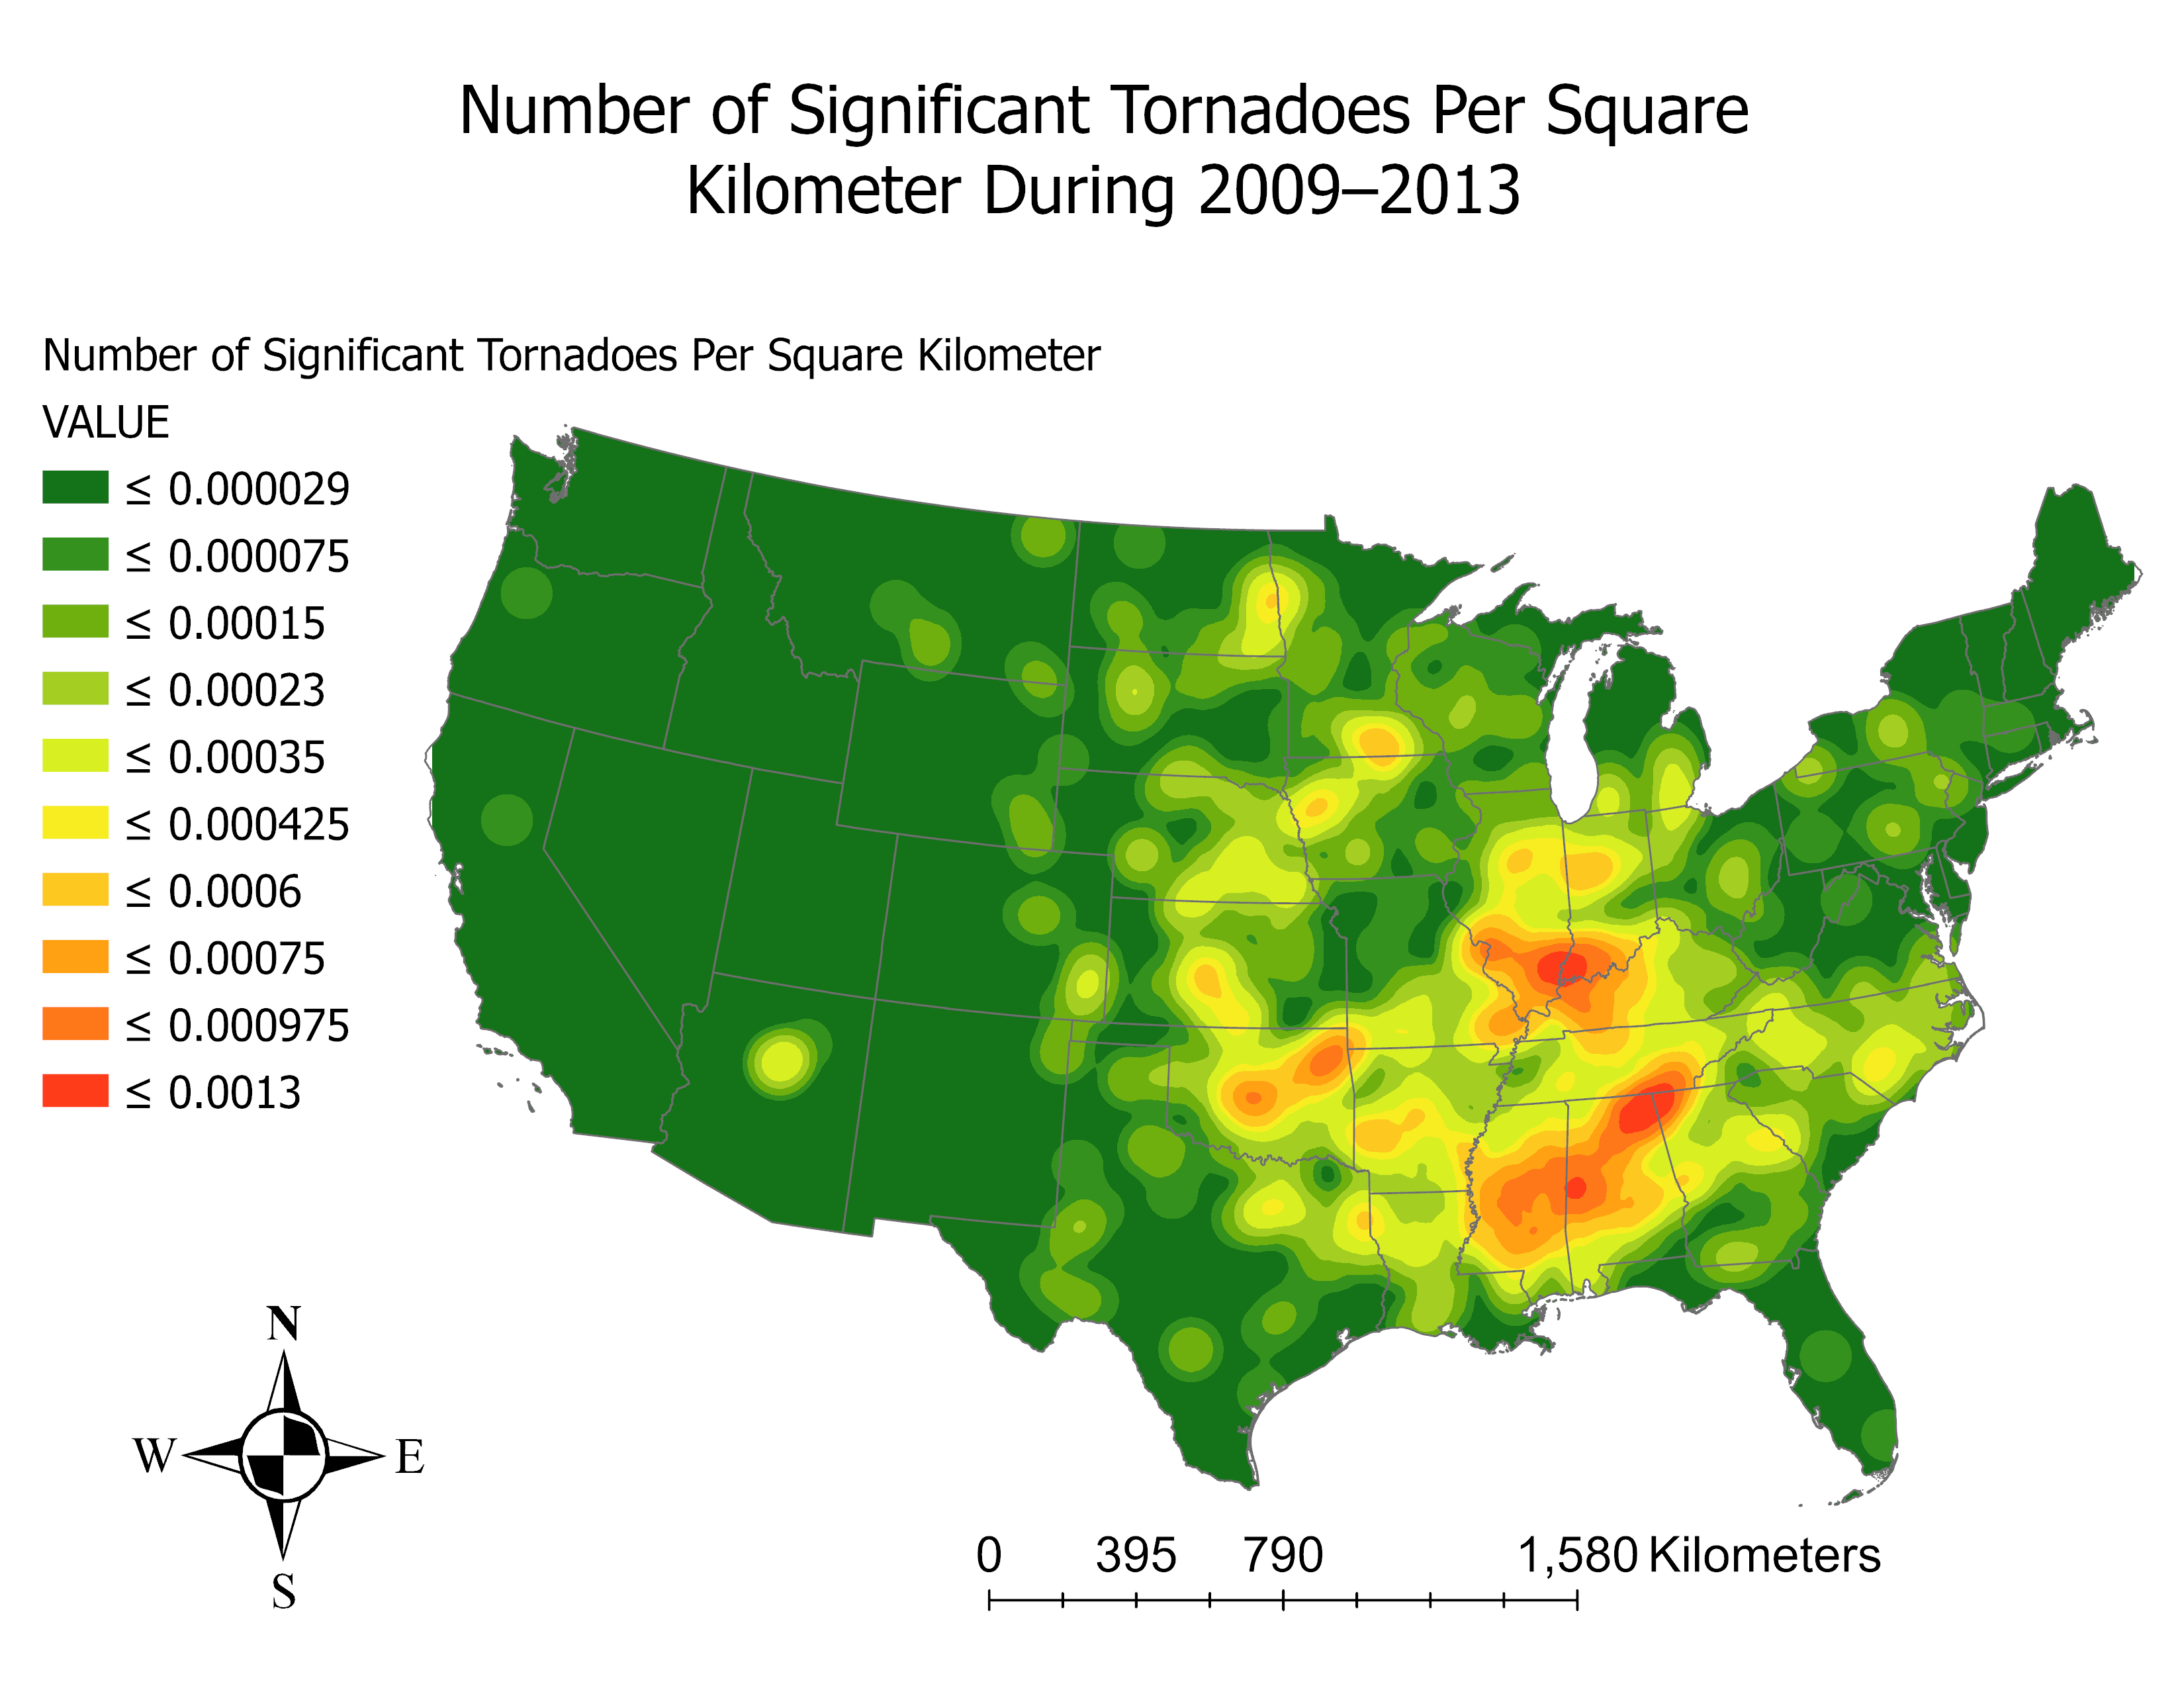 Number of Significant Tornadoes Per Square
Kilometer During 2009–2013
Number of Significant Tornadoes Per Square Kilometer
VALUE
≤ 0.000029
≤ 0.000075
≤ 0.00015
≤ 0.00023
≤ 0.00035
≤ 0.000425
≤ 0.0006
≤ 0.00075
≤ 0.000975
≤ 0.0013
N
W E
S
0 395 790 1,580 Kilometers